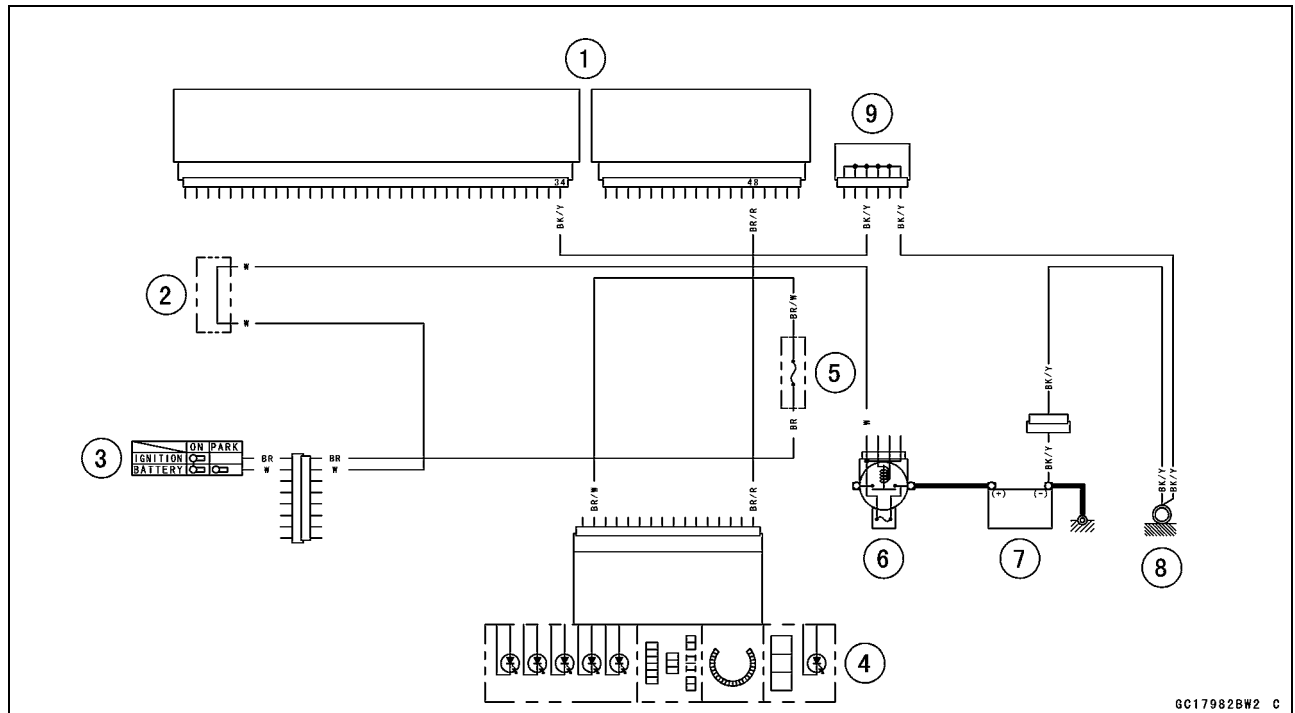 1
9
34
48
BK/Y
BR/R
BK/Y
BK/Y
2
W
W
BR/W
5
BK/Y
BR
W
3
ON PARK
IGNITION
BATTERY
BR
W
BR
W
BK/Y
BR/W
BR/R
(+)
(-)
BK/Y
BK/Y
6
7
8
4
GC17982BW2 C